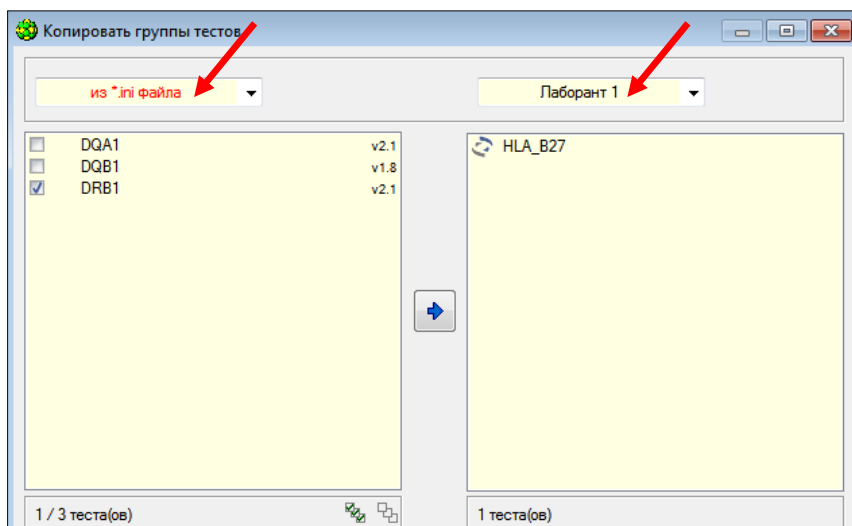 Копировать группы тестов
из *.ini файла
Лаборант 1
DQA1 v2.1
DQB1 v1.8
DRB1 v2.1
HLA_B27
1 / 3 теста(ов)
1 теста(ов)